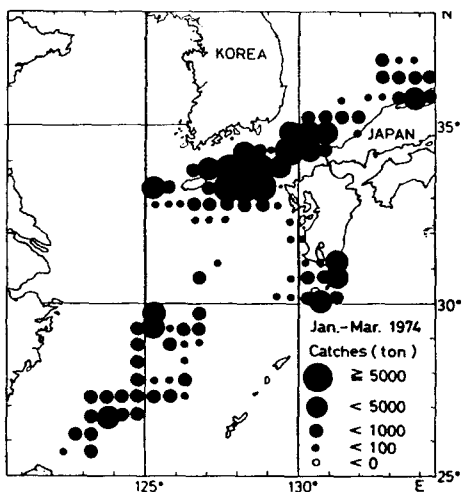 N
KOREA
35°
JAPAN
30°
Jan.-Mar. 1974
Catches (ton)
≧ 5000
< 5000
< 1000
< 100
< 0
25°
125°
130°
E